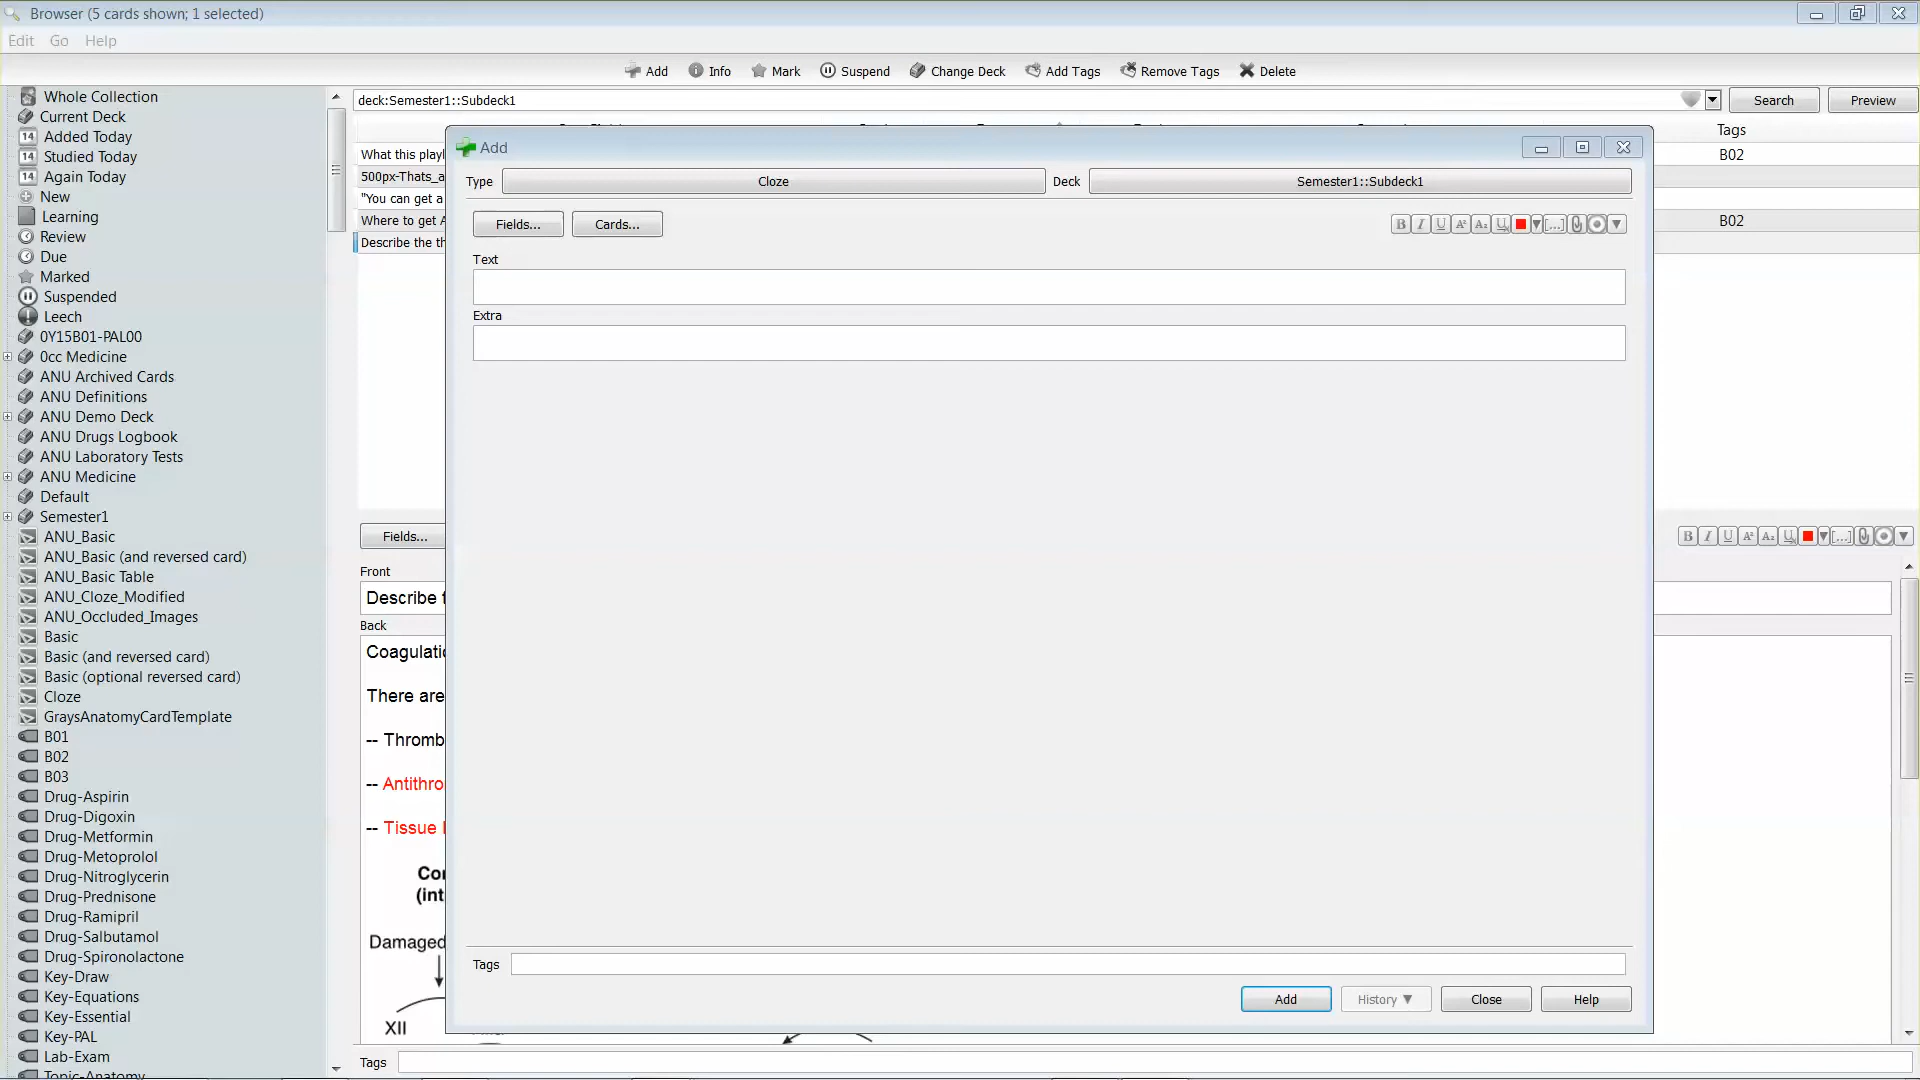 Browser (5 cards shown; 1 selected)
Edit Go Help
Add Info Mark Suspend Change Deck Add Tags Remove Tags Delete
Whole Collection
Current Deck
Added Today
Studied Today
Again Today
New
Learning
Review
Due
Marked
Suspended
Leech
0Y15B01-PAL00
0cc Medicine
ANU Archived Cards
ANU Definitions
ANU Demo Deck
ANU Drugs Logbook
ANU Laboratory Tests
ANU Medicine
Default
Semester1
ANU_Basic
ANU_Basic (and reversed card)
ANU_Basic Table
ANU_Cloze_Modified
ANU_Occluded_Images
Basic
Basic (and reversed card)
Basic (optional reversed card)
Cloze
GraysAnatomyCardTemplate
B01
B02
B03
Drug-Aspirin
Drug-Digoxin
Drug-Metformin
Drug-Metoprolol
Drug-Nitroglycerin
Drug-Prednisone
Drug-Ramipril
Drug-Salbutamol
Drug-Spironolactone
Key-Draw
Key-Equations
Key-Essential
Key-PAL
Lab-Exam
Topic-Anatomy
deck:Semester1::Subdeck1
Search Preview
Tags
What this playl
B02
500px-Thats_a
"You can get a
Where to get A
B02
Describe the th
Add
Type Cloze Deck Semester1::Subdeck1
Fields... Cards...
B I U A² A₂ U [...]
Text
Extra
Tags
Add History ▼ Close Help
Fields...
B I U A² A₂ U [...]
Front
Describe t
Back
Coagulatio
There are
-- Thromb
-- Antithro
-- Tissue
Con
(int
Damaged
XII
Tags